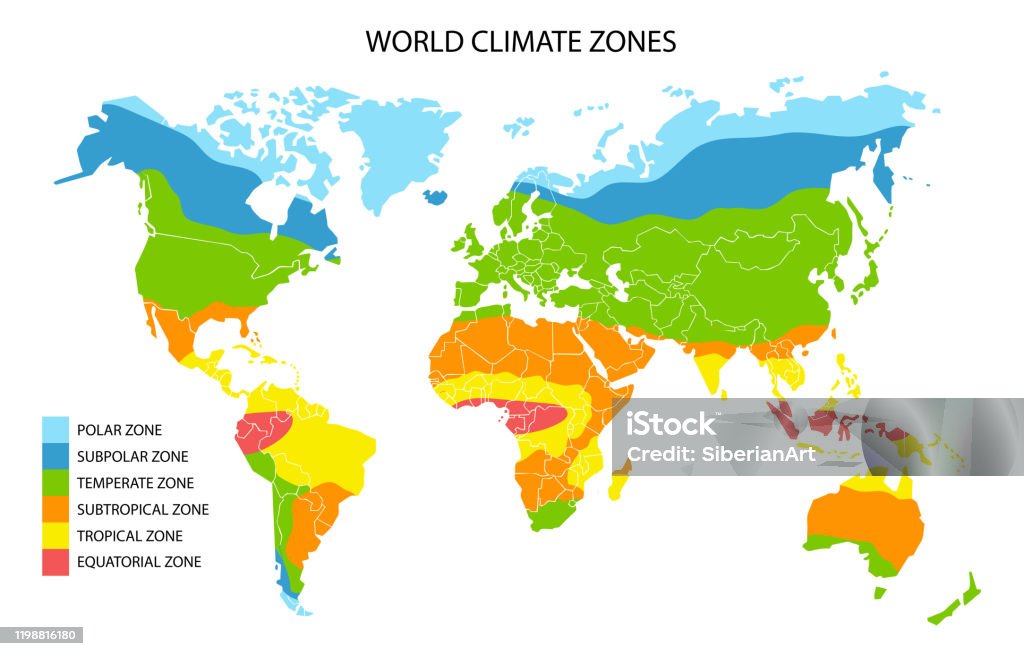 WORLD CLIMATE ZONES
POLAR ZONE
SUBPOLAR ZONE
TEMPERATE ZONE
SUBTROPICAL ZONE
TROPICAL ZONE
EQUATORIAL ZONE
iStock
Credit: SiberianArt
1198816180